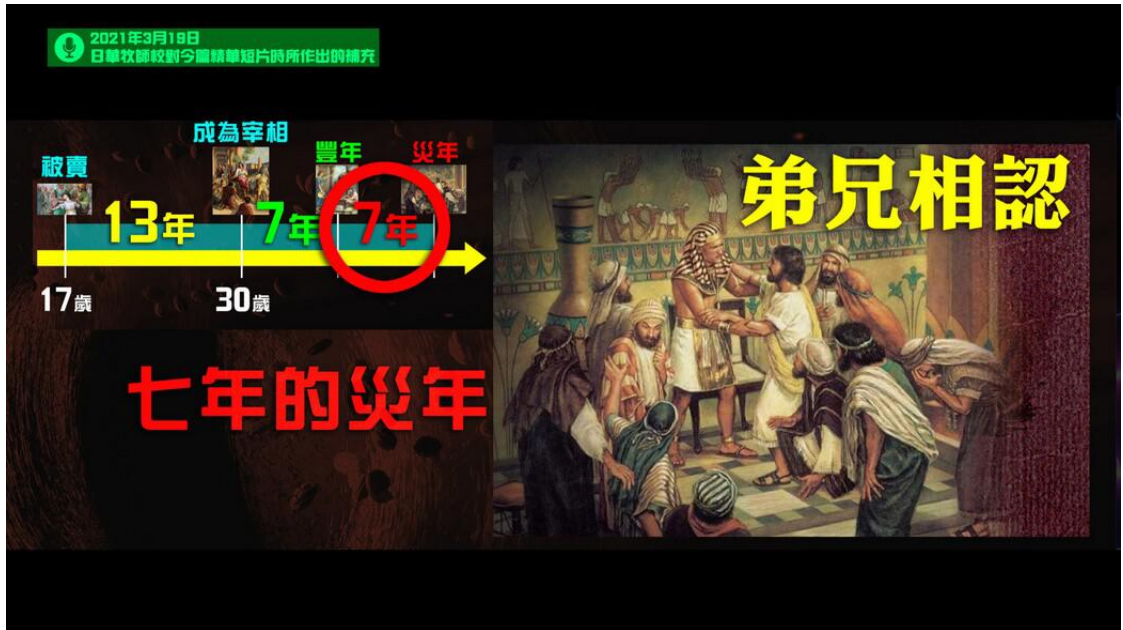 2021年3月19日
日華牧師校對今篇精華短片時所作出的補充
成為宰相
被賣
豐年
災年
13年
7年
7年
17歲
30歲
七年的災年
弟兄相認